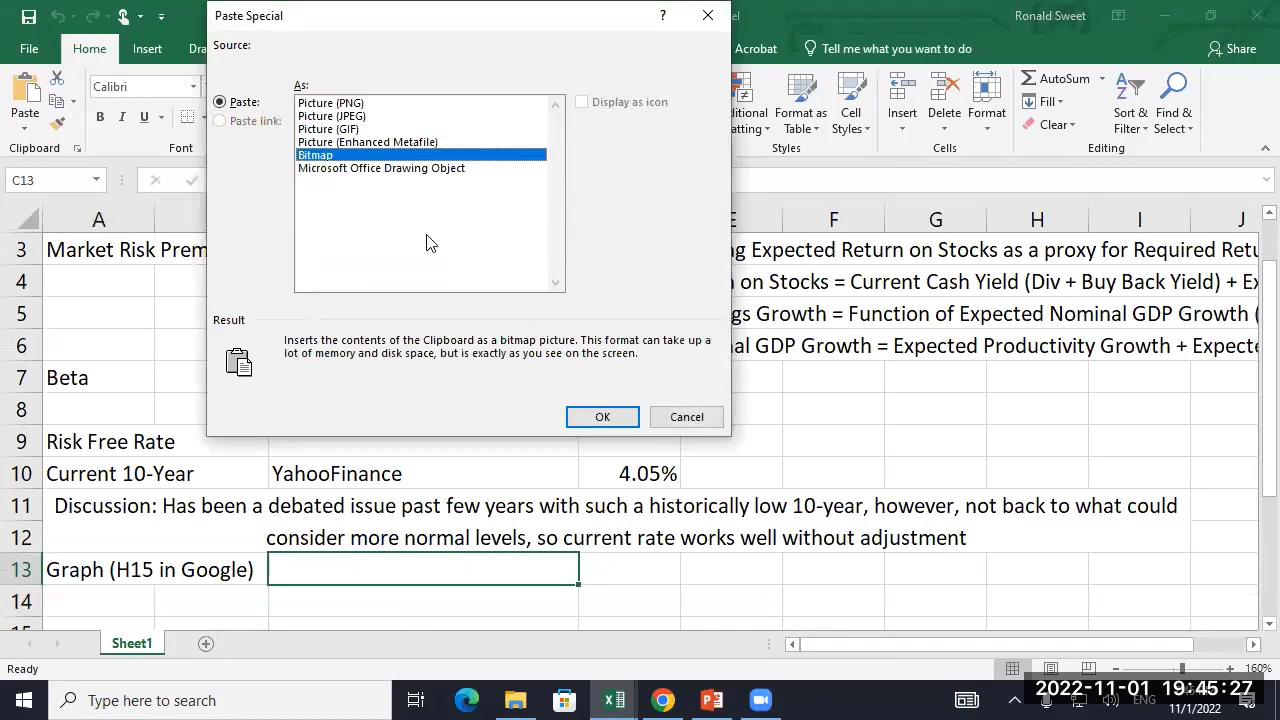 Paste Special
?
el
Ronald Sweet
File
Home
Insert
Dra
Acrobat
Tell me what you want to do
Share
Source:
As:
Paste:
Paste link:
Picture (PNG)
Picture (JPEG)
Picture (GIF)
Picture (Enhanced Metafile)
Bitmap
Microsoft Office Drawing Object
Display as icon
Result
Inserts the contents of the Clipboard as a bitmap picture. This format can take up a
lot of memory and disk space, but is exactly as you see on the screen.
OK
Cancel
Paste
Clipboard
Calibri
B I U
Font
atting
Format as
Table
Cell
Styles
Styles
Insert
Delete
Format
Cells
AutoSum
Fill
Clear
Sort &
Filter
Find &
Select
Editing
C13
A E F G H I J
3 Market Risk Prem g Expected Return on Stocks as a proxy for Required Retu
4 n on Stocks = Current Cash Yield (Div + Buy Back Yield) + Ex
5 gs Growth = Function of Expected Nominal GDP Growth (
6 al GDP Growth = Expected Productivity Growth + Expecte
7 Beta
8
9 Risk Free Rate
10 Current 10-Year YahooFinance 4.05%
11 Discussion: Has been a debated issue past few years with such a historically low 10-year, however, not back to what could
12 consider more normal levels, so current rate works well without adjustment
13 Graph (H15 in Google)
14
Sheet1
Ready
160%
Type here to search
2022-11-01 19:45:27
ENG
11/1/2022